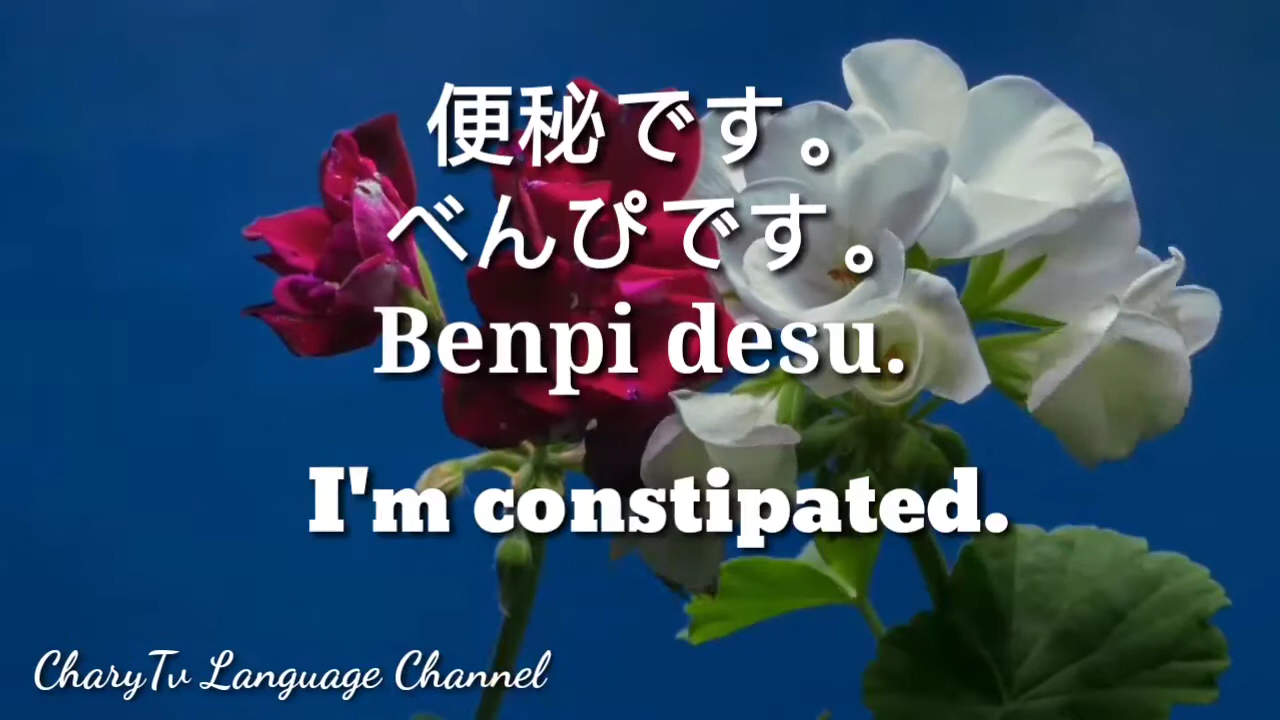 便秘です。
べんぴです。
Benpi desu.
I'm constipated.
CharyTv Language Channel